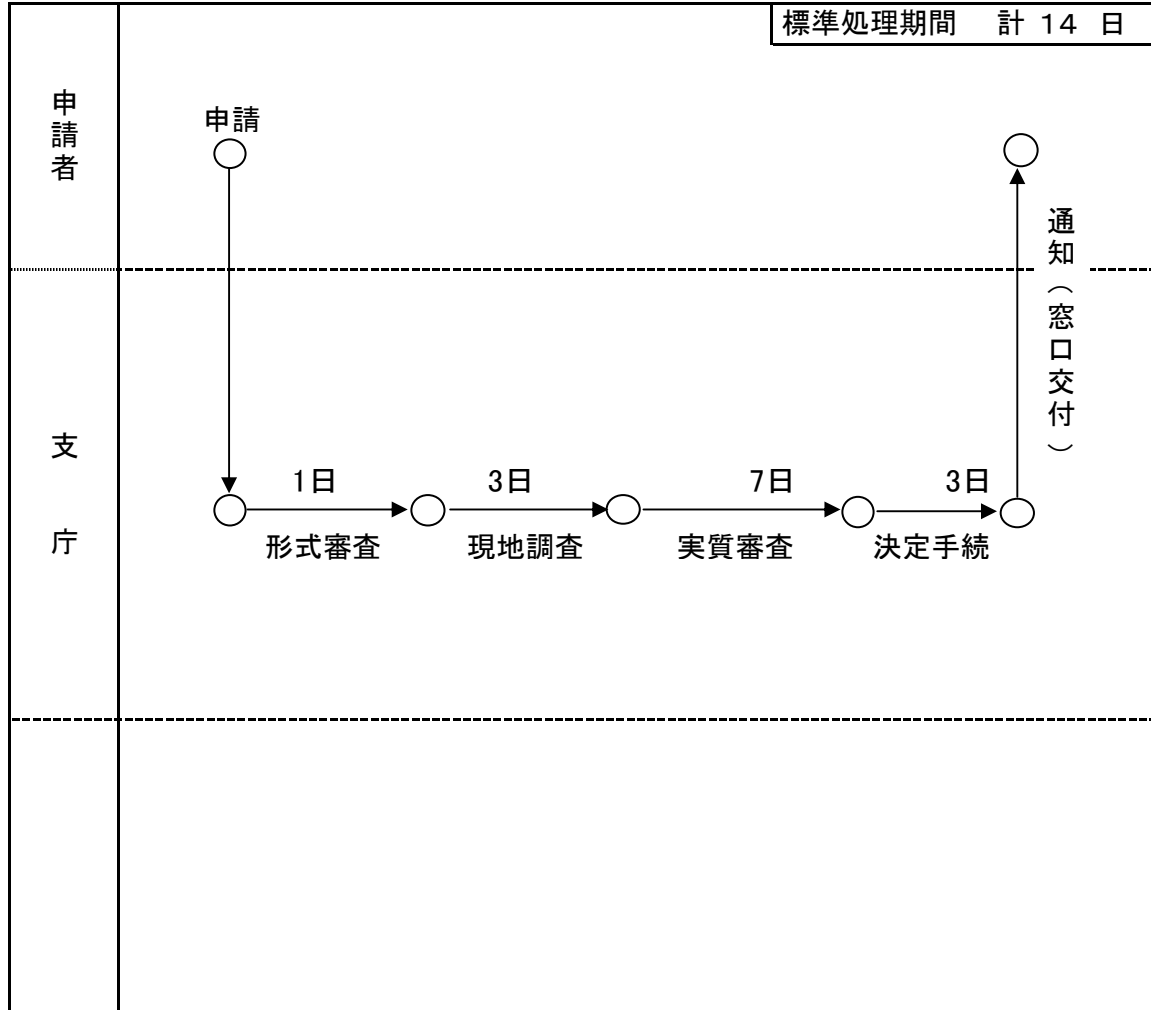 標準処理期間 計 14 日
申請者
申請
通知(窓口交付)
支庁
1日
3日
7日
3日
形式審査
現地調査
実質審査
決定手続